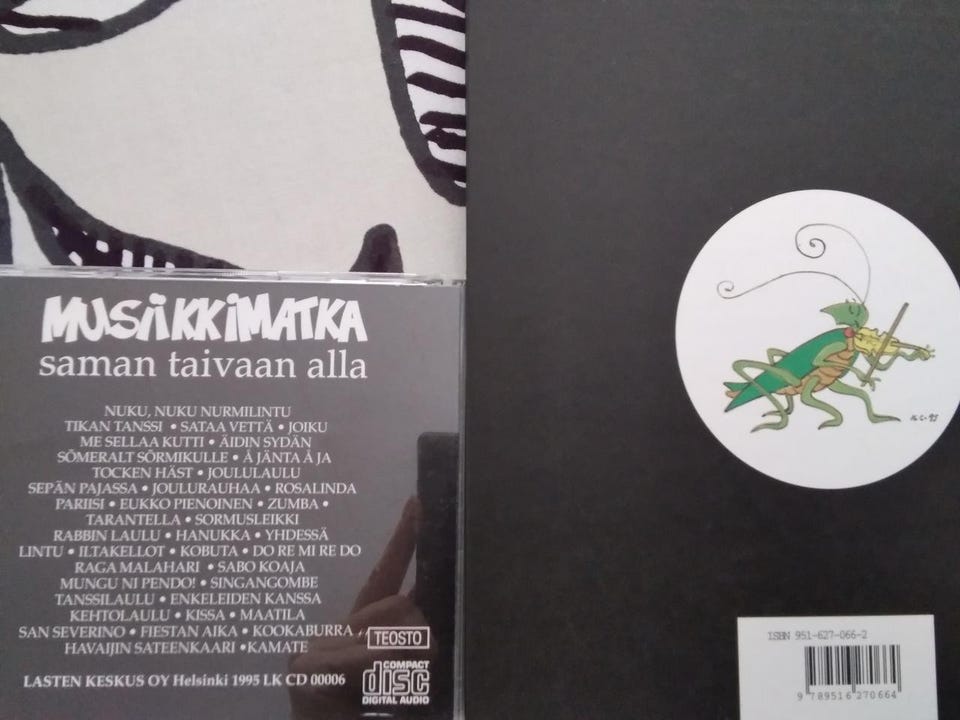 MUSiiKKiMATKA
saman taivaan alla
NUKU, NUKU NURMILINTU
TIKAN TANSSI • SATAA VETTÄ • JOIKU
ME SELLAA KUTTI • ÄIDIN SYDÄN
SÕMERALT SÕRMIKULLE • Å JÄNTA Å JA
TOCKEN HÄST • JOULULAULU
SEPÄN PAJASSA • JOULURAUHAA • ROSALINDA
PARIISI • EUKKO PIENOINEN • ZUMBA •
TARANTELLA • SORMUSLEIKKI
RABBIN LAULU • HANUKKA • YHDESSÄ
LINTU • ILTAKELLOT • KOBUTA • DO RE MI RE DO
RAGA MALAHARI • SABO KOAJA
MUNGU NI PENDO! • SINGANGOMBE
TANSSILAULU • ENKELEIDEN KANSSA
KEHTOLAULU • KISSA • MAATILA
SAN SEVERINO • FIESTAN AIKA • KOOKABURRA
HAVAIJIN SATEENKAARI • KAMATE
TEOSTO
LASTEN KESKUS OY Helsinki 1995 LK CD 00006
COMPACT
disc
DIGITAL AUDIO
ISBN 951-627-066-2
9 789516 270664